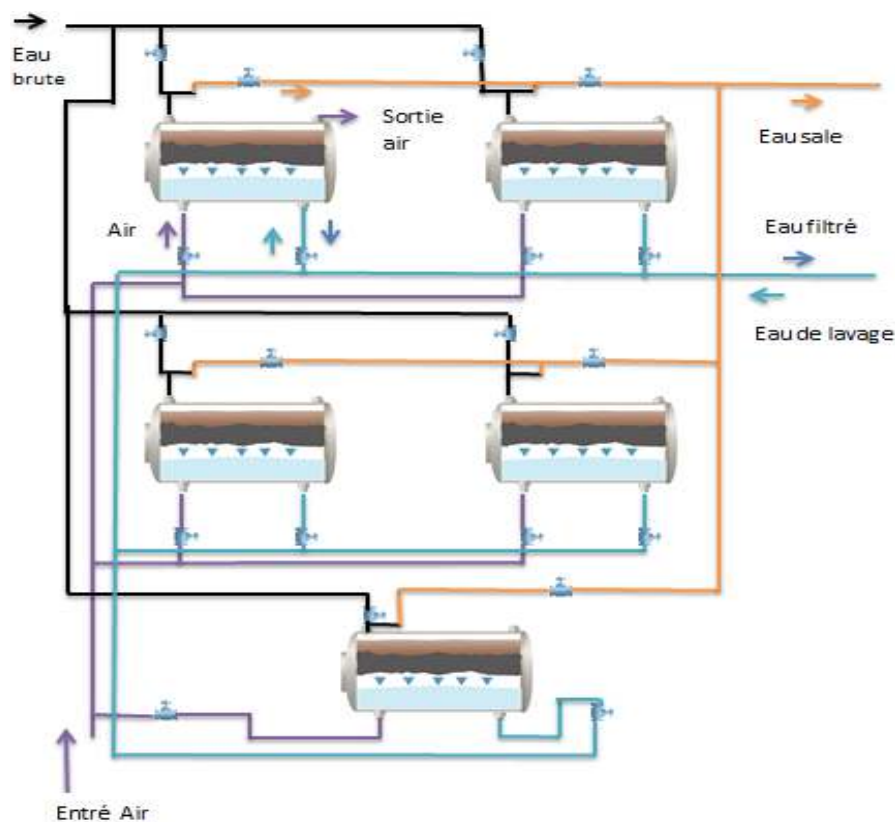 Eau
brute
Sortie
air
Eau sale
Air
Eau filtré
Eau de lavage
Entré Air